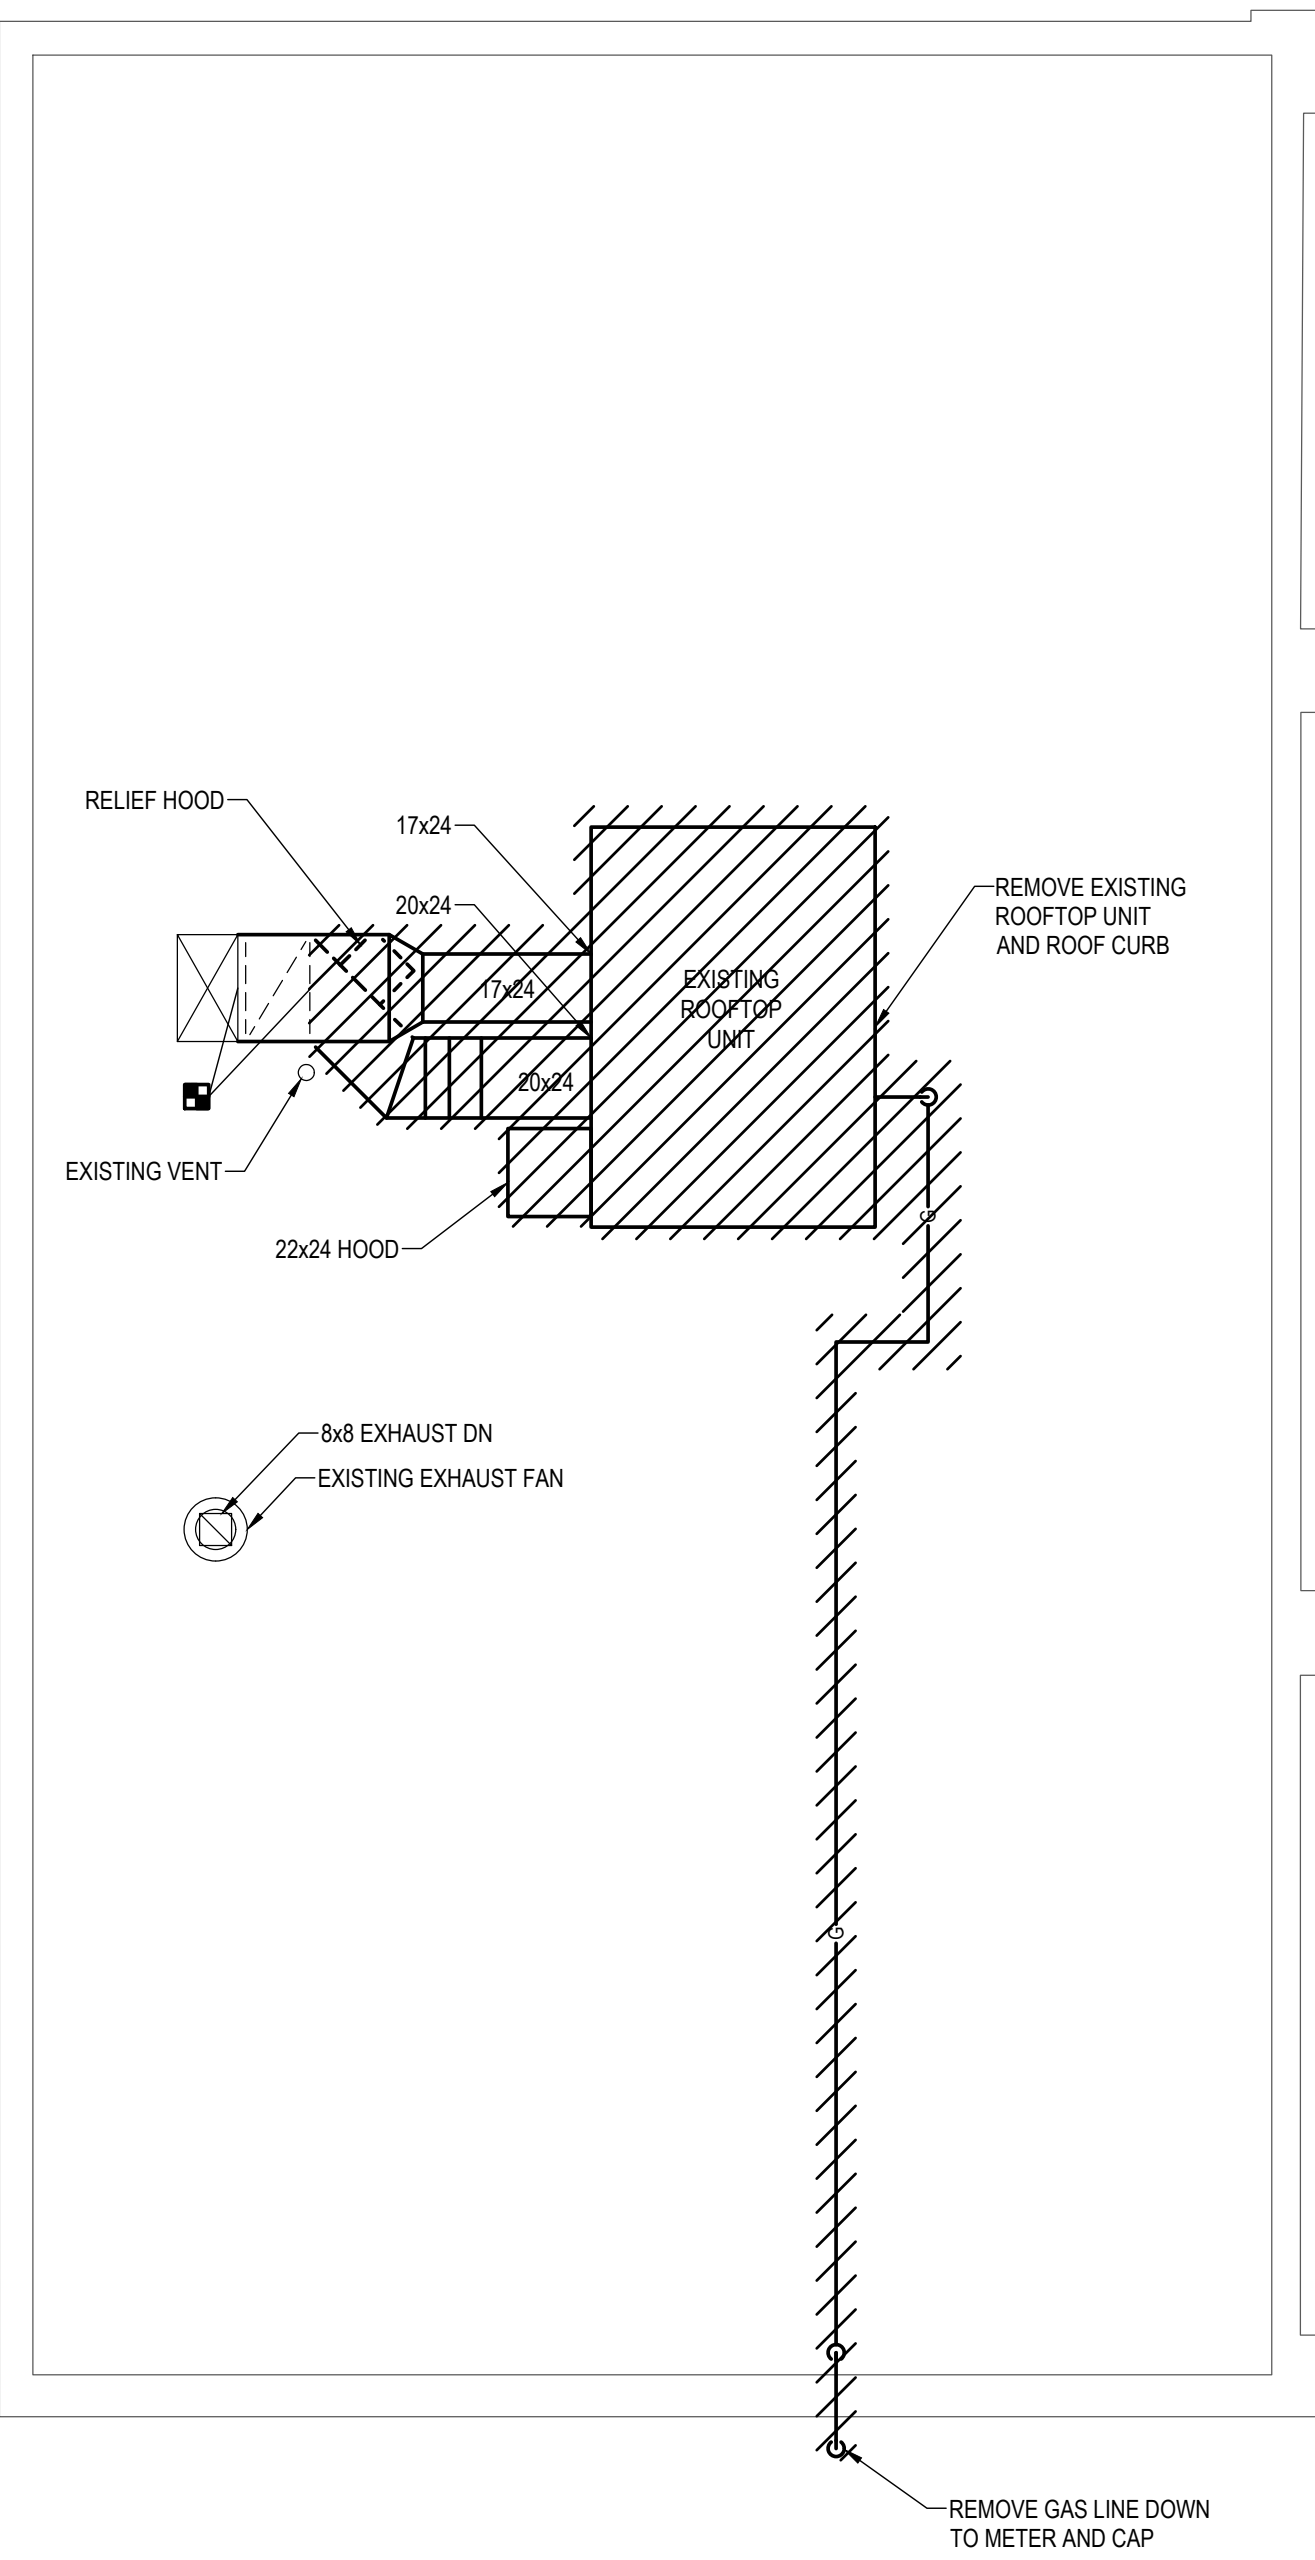 RELIEF HOOD
17x24
20x24
REMOVE EXISTING
ROOFTOP UNIT
AND ROOF CURB
17x24
EXISTING
ROOFTOP
UNIT
20x24
EXISTING VENT
G
22x24 HOOD
8x8 EXHAUST DN
EXISTING EXHAUST FAN
G
REMOVE GAS LINE DOWN
TO METER AND CAP